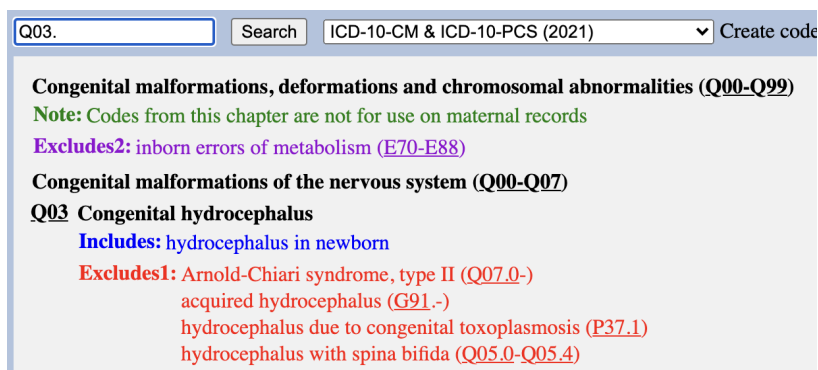 Q03. Search ICD-10-CM & ICD-10-PCS (2021) Create code
Congenital malformations, deformations and chromosomal abnormalities (Q00-Q99)
Note: Codes from this chapter are not for use on maternal records
Excludes2: inborn errors of metabolism (E70-E88)
Congenital malformations of the nervous system (Q00-Q07)
Q03 Congenital hydrocephalus
Includes: hydrocephalus in newborn
Excludes1: Arnold-Chiari syndrome, type II (Q07.0-)
acquired hydrocephalus (G91.-)
hydrocephalus due to congenital toxoplasmosis (P37.1)
hydrocephalus with spina bifida (Q05.0-Q05.4)